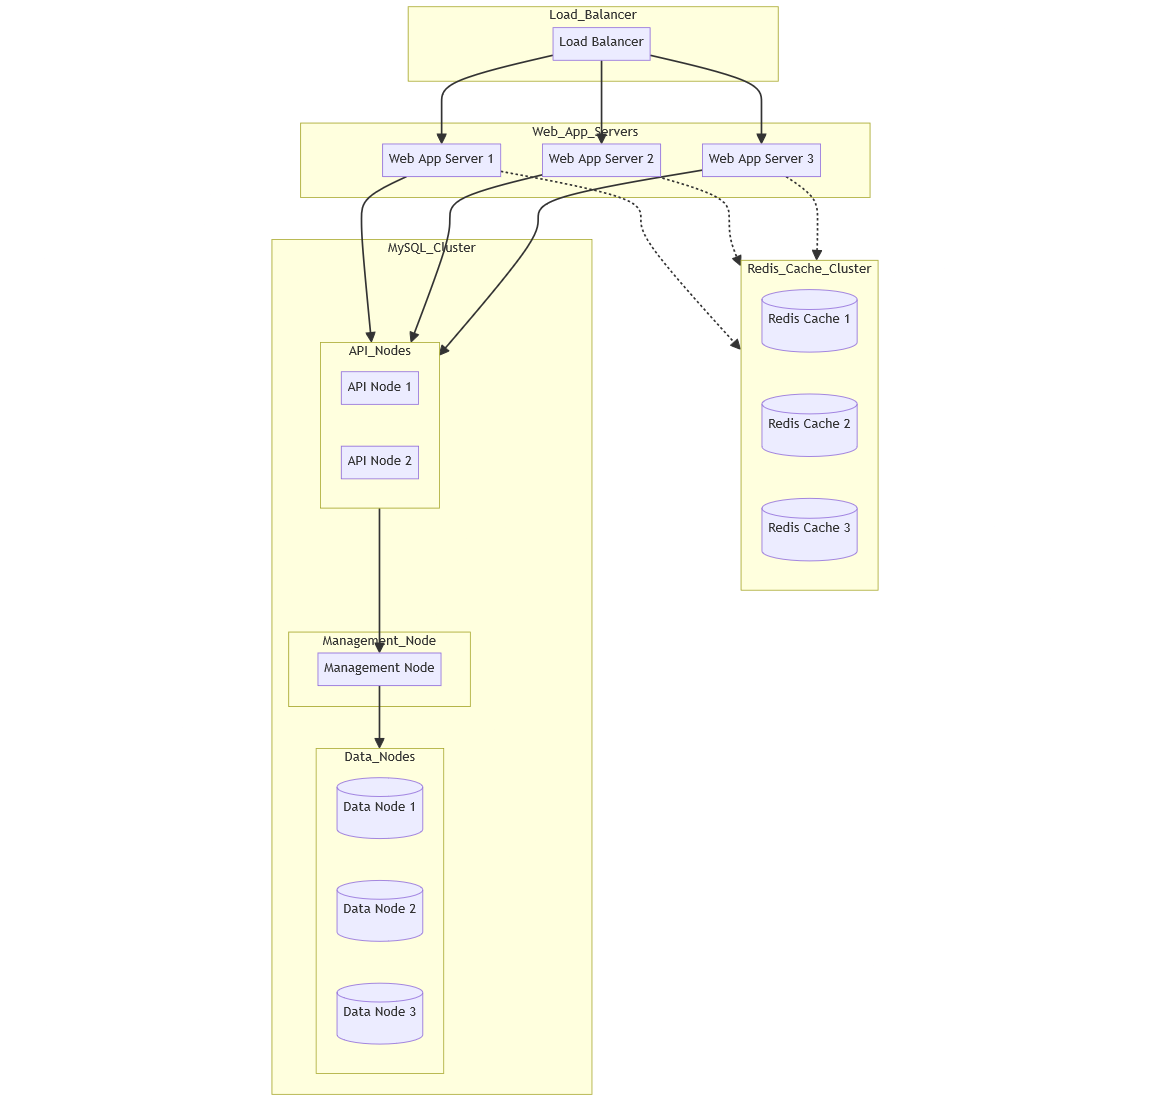 Load_Balancer
Load Balancer
Web_App_Servers
Web App Server 1
Web App Server 2
Web App Server 3
MySQL_Cluster
API_Nodes
API Node 1
API Node 2
Management_Node
Management Node
Data_Nodes
Data Node 1
Data Node 2
Data Node 3
Redis_Cache_Cluster
Redis Cache 1
Redis Cache 2
Redis Cache 3